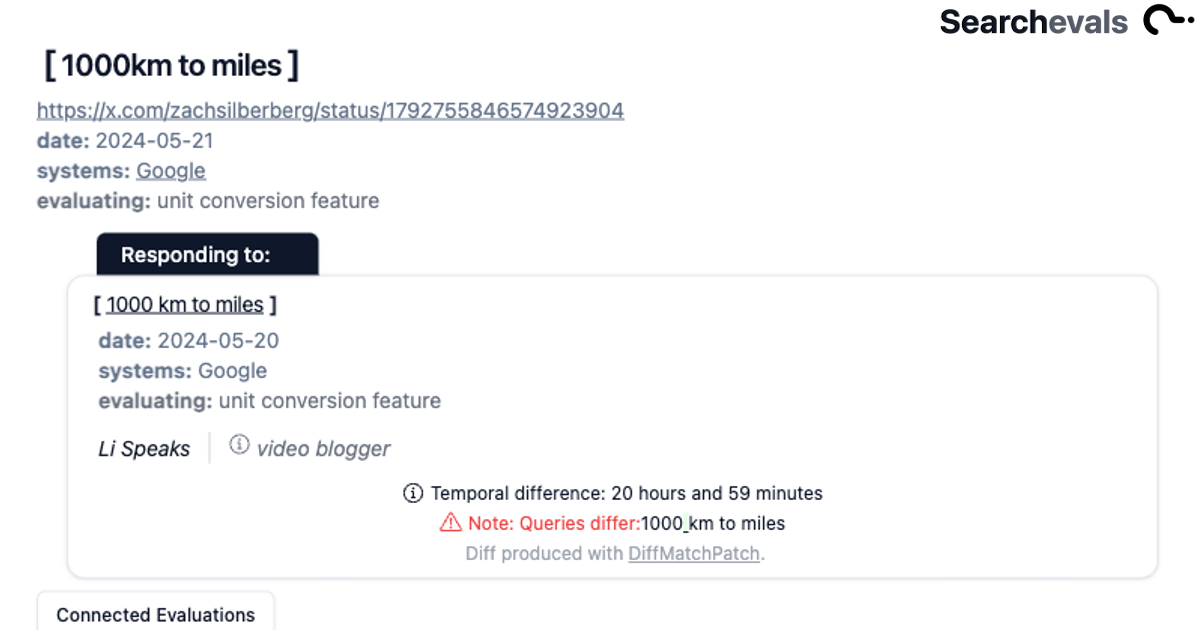 Searchevals
[ 1000km to miles ]
https://x.com/zachsilberberg/status/1792755846574923904
date: 2024-05-21
systems: Google
evaluating: unit conversion feature
Responding to:
[ 1000 km to miles ]
date: 2024-05-20
systems: Google
evaluating: unit conversion feature
Li Speaks | ⓘ video blogger
ⓘ Temporal difference: 20 hours and 59 minutes
⚠ Note: Queries differ:1000 km to miles
Diff produced with DiffMatchPatch.
Connected Evaluations